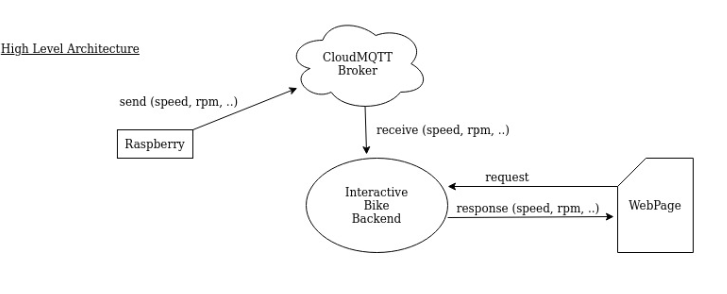 High Level Architecture
CloudMQTT
Broker
send (speed, rpm, ..)
receive (speed, rpm, ..)
Raspberry
request
Interactive
Bike
Backend
response (speed, rpm, ..)
WebPage